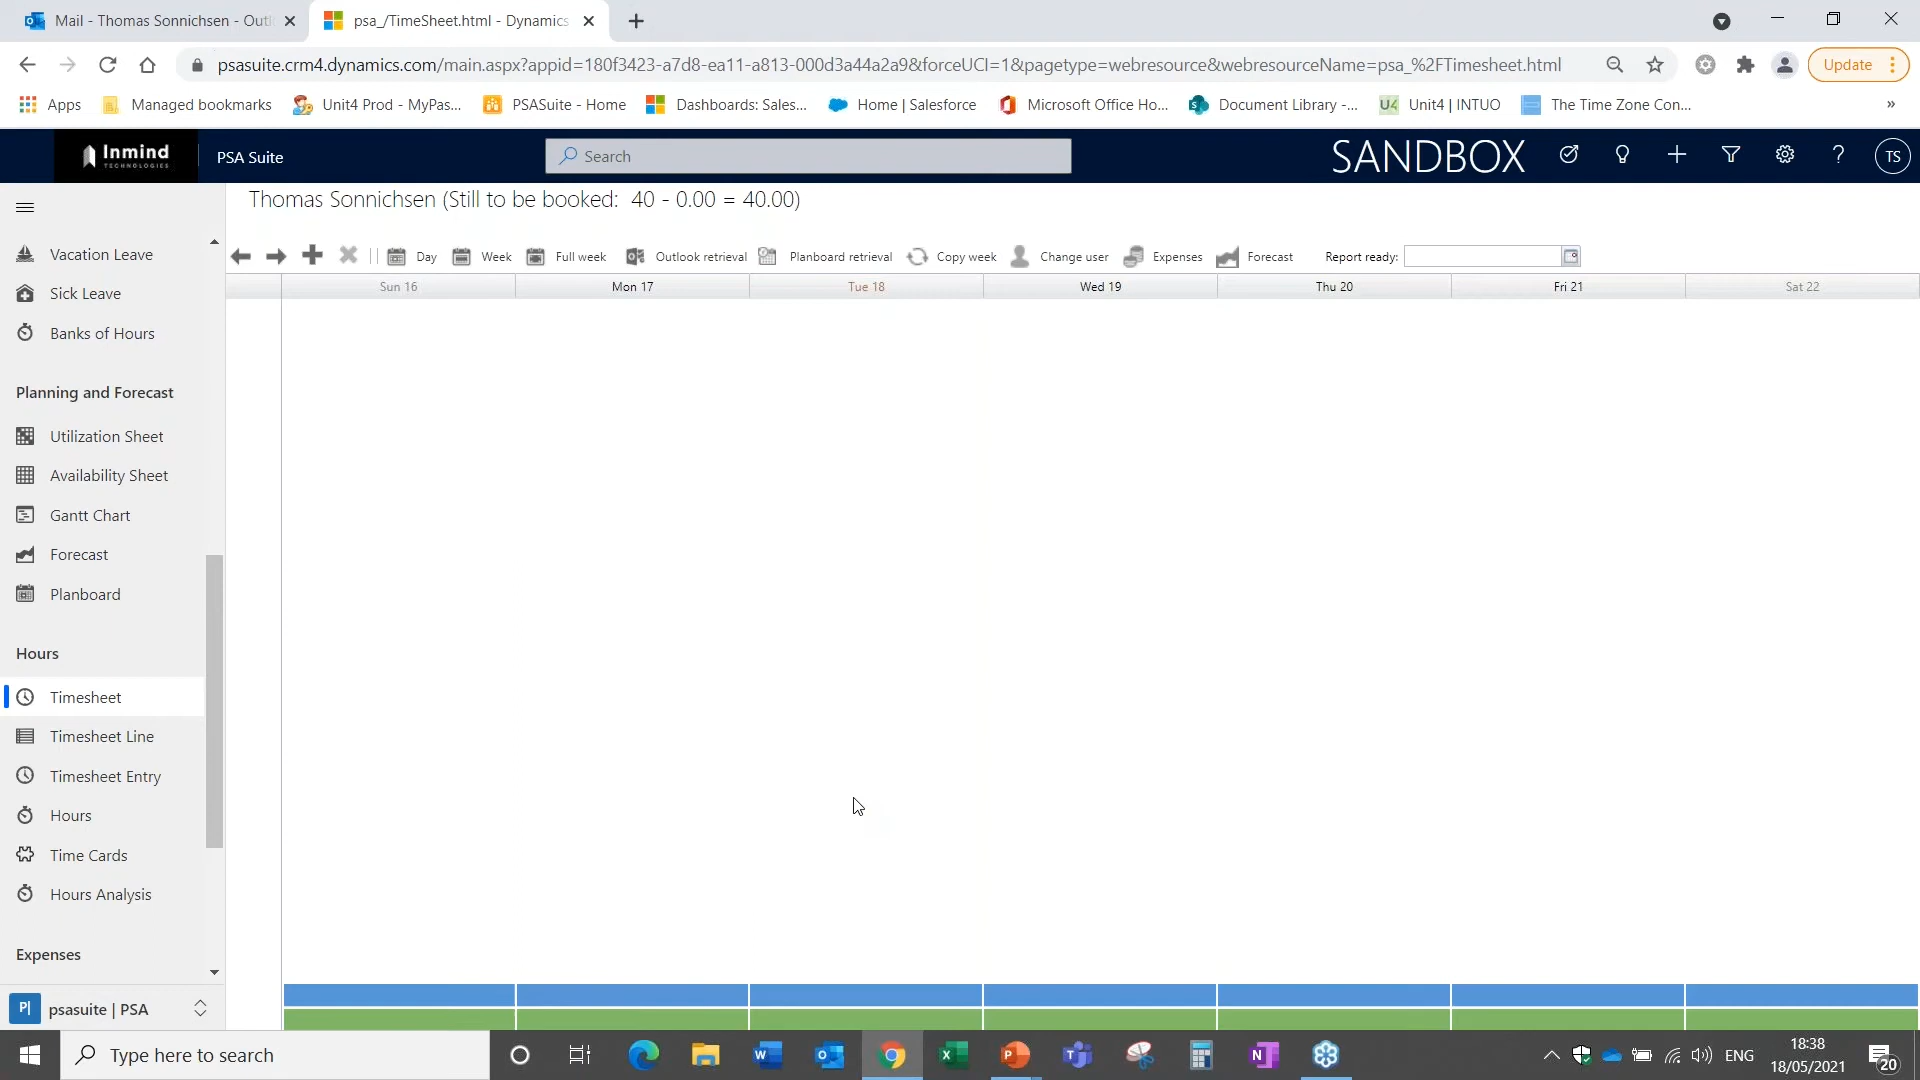 Mail - Thomas Sonnichsen - Outl
psa_/TimeSheet.html - Dynamics
psasuite.crm4.dynamics.com/main.aspx?appid=180f3423-a7d8-ea11-a813-000d3a44a2a9&forceUCI=1&pagetype=webresource&webresourceName=psa_%2FTimesheet.html
Update
Apps
Managed bookmarks
Unit4 Prod - MyPas...
PSASuite - Home
Dashboards: Sales...
Home | Salesforce
Microsoft Office Ho...
Document Library -...
U4
Unit4 | INTUO
The Time Zone Con...
»
Inmind
TECHNOLOGIES
PSA Suite
Search
SANDBOX
?
TS
Thomas Sonnichsen (Still to be booked: 40 - 0.00 = 40.00)
Day
Week
Full week
Outlook retrieval
Planboard retrieval
Copy week
Change user
Expenses
Forecast
Report ready:
Sun 16
Mon 17
Tue 18
Wed 19
Thu 20
Fri 21
Sat 22
Vacation Leave
Sick Leave
Banks of Hours
Planning and Forecast
Utilization Sheet
Availability Sheet
Gantt Chart
Forecast
Planboard
Hours
Timesheet
Timesheet Line
Timesheet Entry
Hours
Time Cards
Hours Analysis
Expenses
P|
psasuite | PSA
Type here to search
ENG
18:38
18/05/2021
20